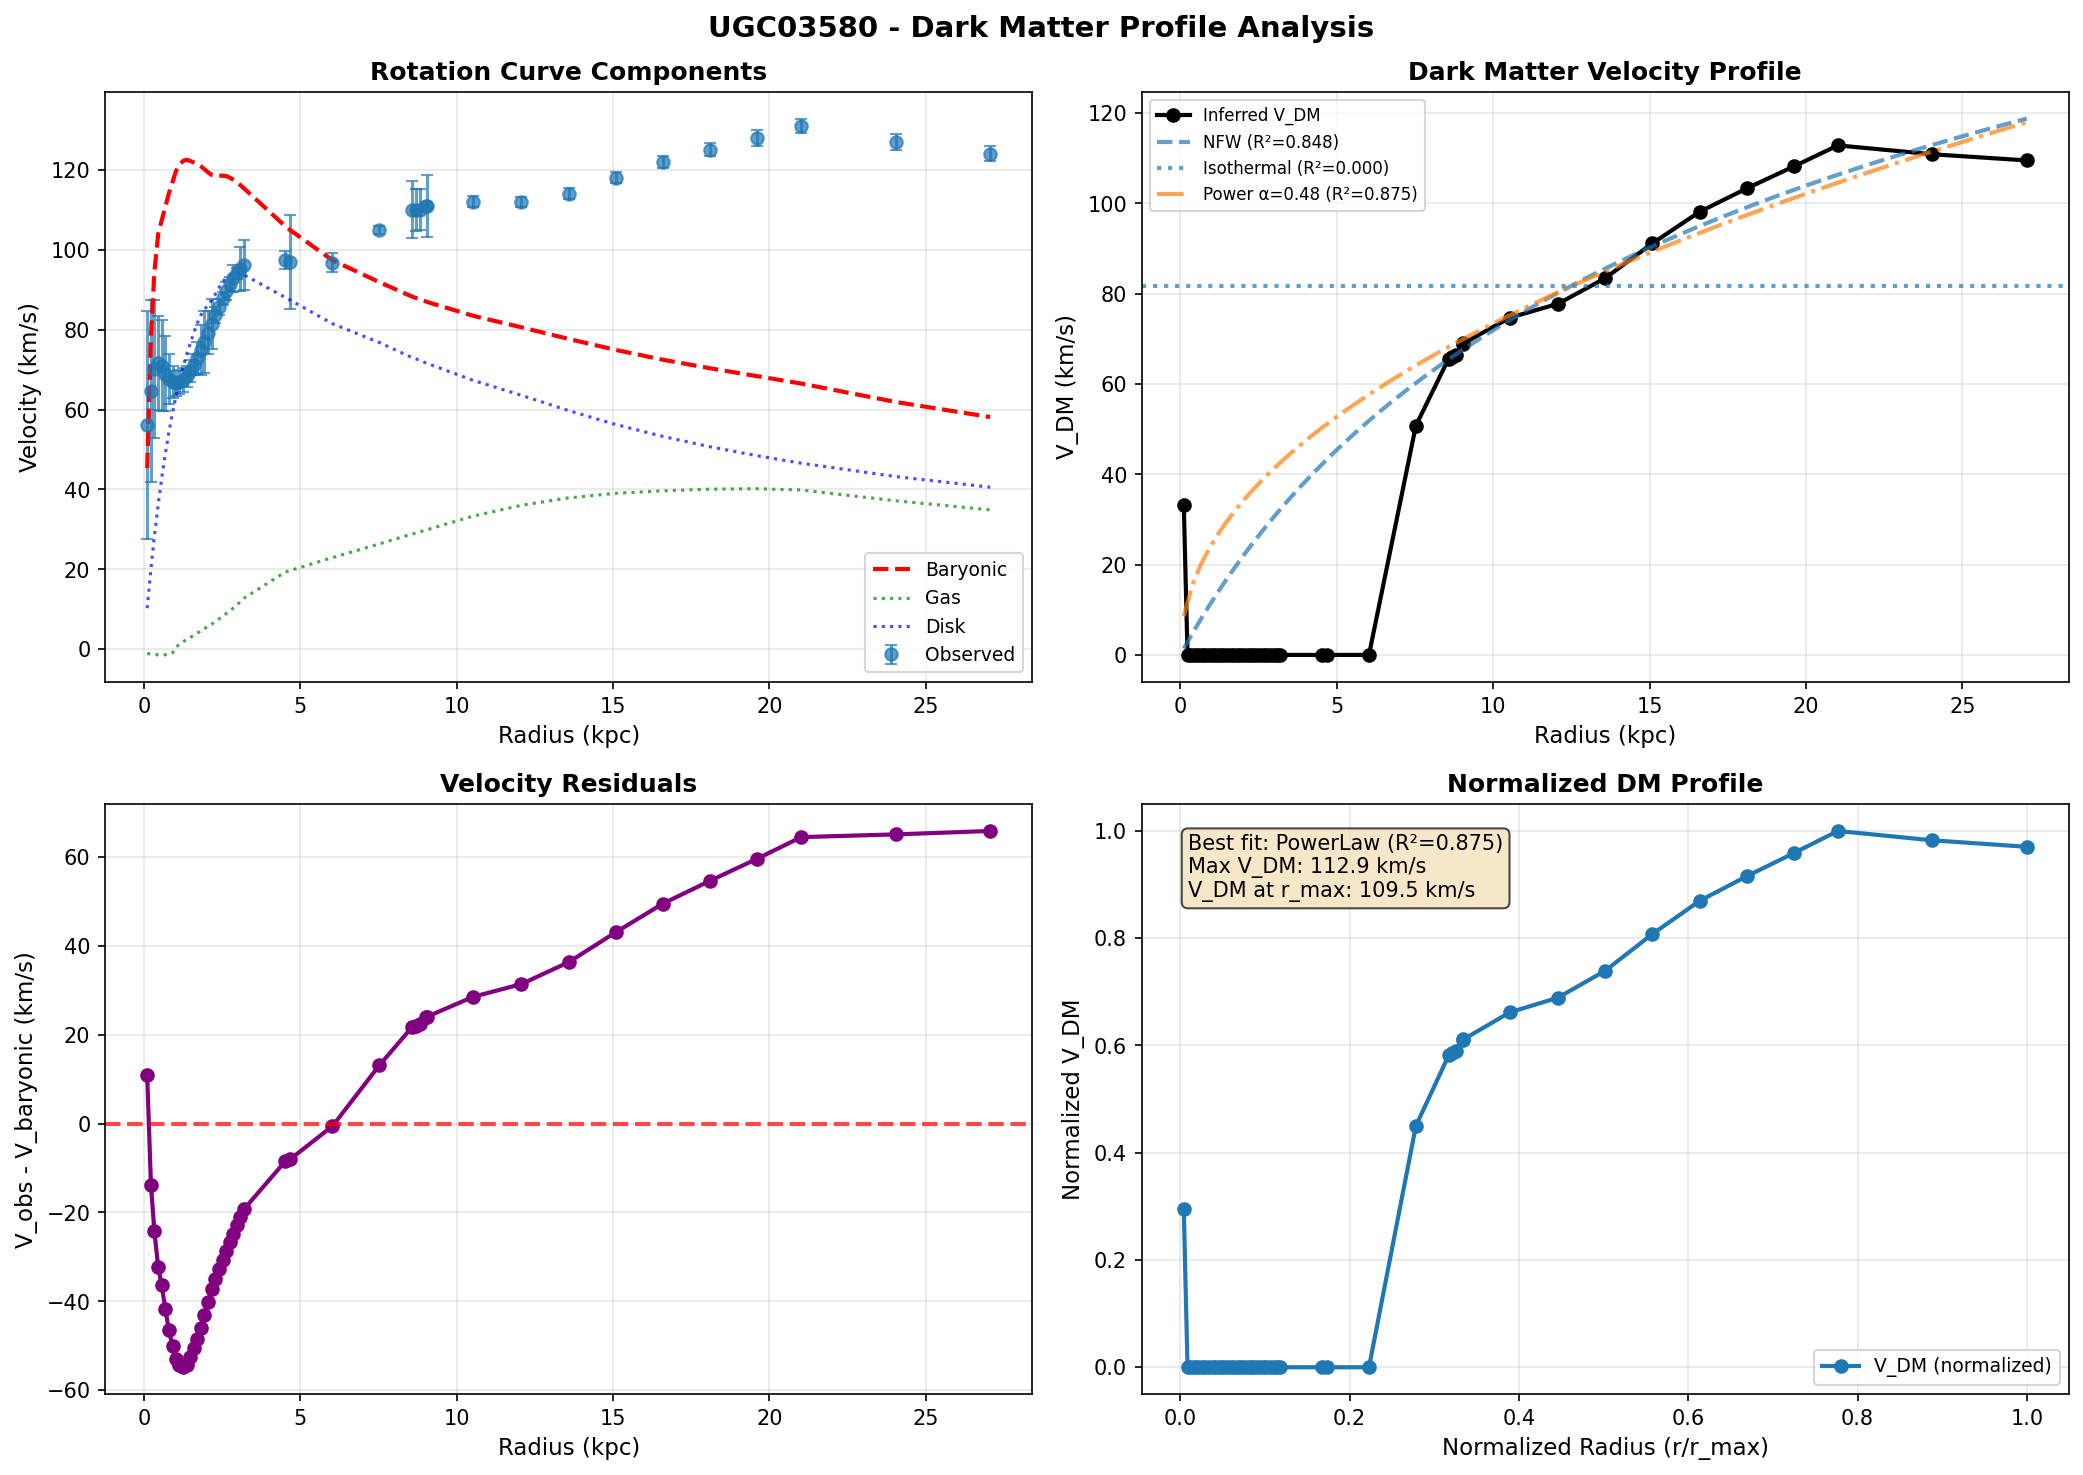 UGC03580 - Dark Matter Profile Analysis
Rotation Curve Components
Velocity (km/s)
120
100
80
60
40
20
0
Baryonic
Gas
Disk
Observed
0 5 10 15 20 25
Radius (kpc)
Dark Matter Velocity Profile
V_DM (km/s)
120
100
80
60
40
20
0
Inferred V_DM
NFW (R²=0.848)
Isothermal (R²=0.000)
Power α=0.48 (R²=0.875)
0 5 10 15 20 25
Radius (kpc)
Velocity Residuals
V_obs - V_baryonic (km/s)
60
40
20
0
−20
−40
−60
0 5 10 15 20 25
Radius (kpc)
Normalized DM Profile
Normalized V_DM
1.0
0.8
0.6
0.4
0.2
0.0
Best fit: PowerLaw (R²=0.875)
Max V_DM: 112.9 km/s
V_DM at r_max: 109.5 km/s
V_DM (normalized)
0.0 0.2 0.4 0.6 0.8 1.0
Normalized Radius (r/r_max)